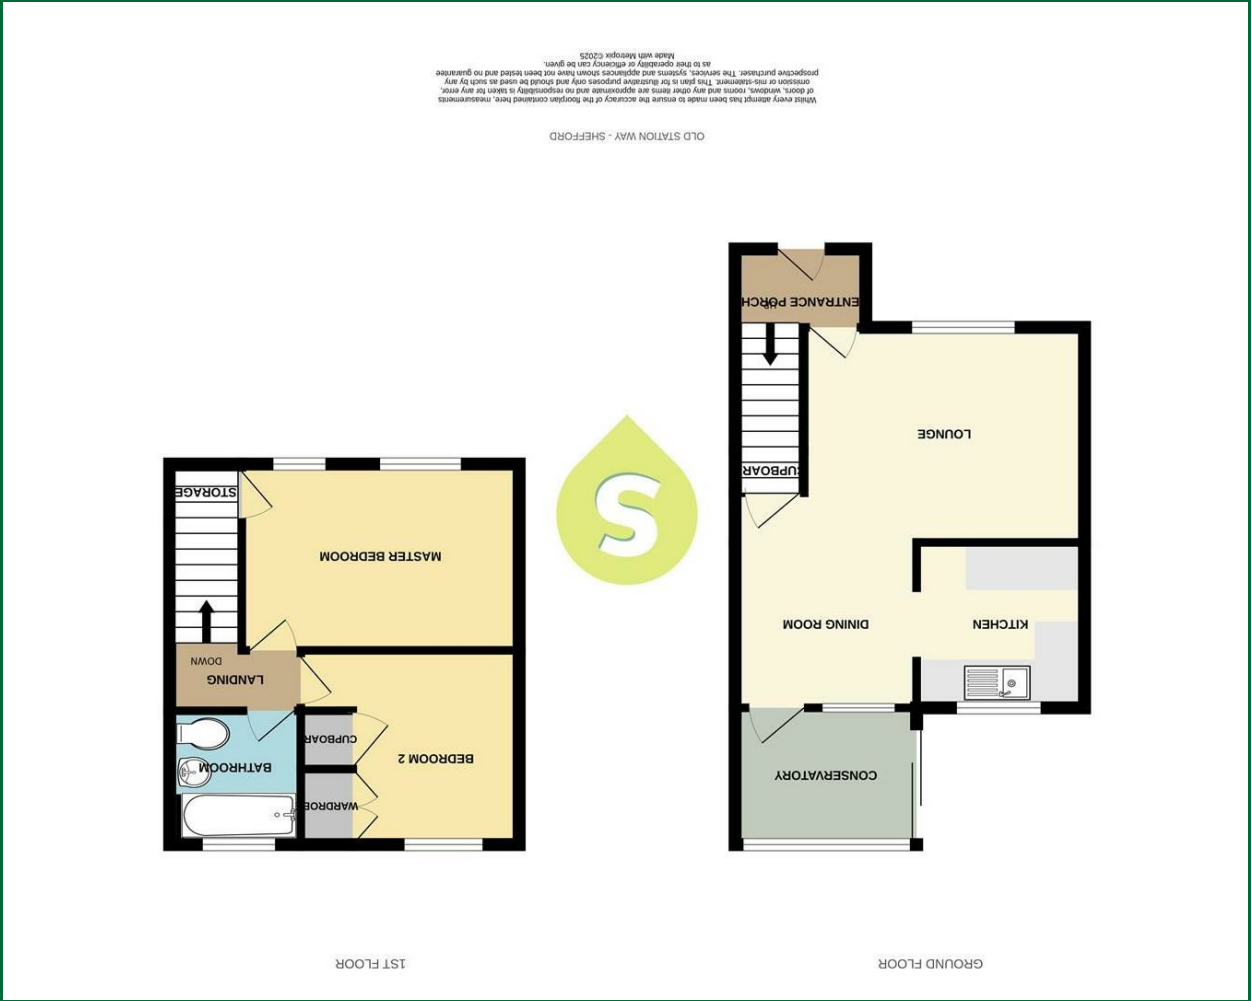 GROUND FLOOR
1ST FLOOR
CONSERVATORY
KITCHEN
DINING ROOM
LOUNGE
CUPBOAR
UP
ENTRANCE PORCH
WARDROBE
BATHROOM
BEDROOM 2
CUPBOAR
LANDING
DOWN
MASTER BEDROOM
STORAGE
S
OLD STATION WAY - SHEFFORD
Whilst every attempt has been made to ensure the accuracy of the floorplan contained here, measurements
of doors, windows, rooms and any other items are approximate and no responsibility is taken for any error,
omission or mis-statement. This plan is for illustrative purposes only and should be used as such by any
prospective purchaser. The services, systems and appliances shown have not been tested and no guarantee
as to their operability or efficiency can be given.
Made with Metropix ©2025